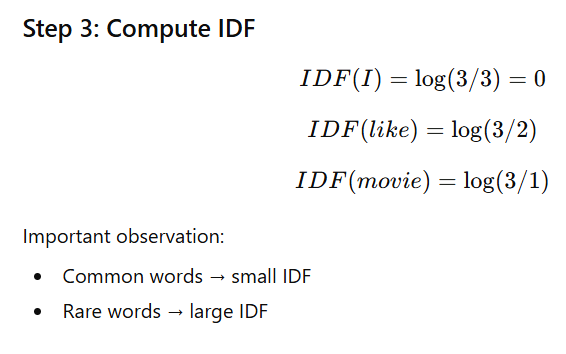 Step 3: Compute IDF
IDF(I) = log(3/3) = 0
IDF(like) = log(3/2)
IDF(movie) = log(3/1)
Important observation:
• Common words → small IDF
• Rare words → large IDF